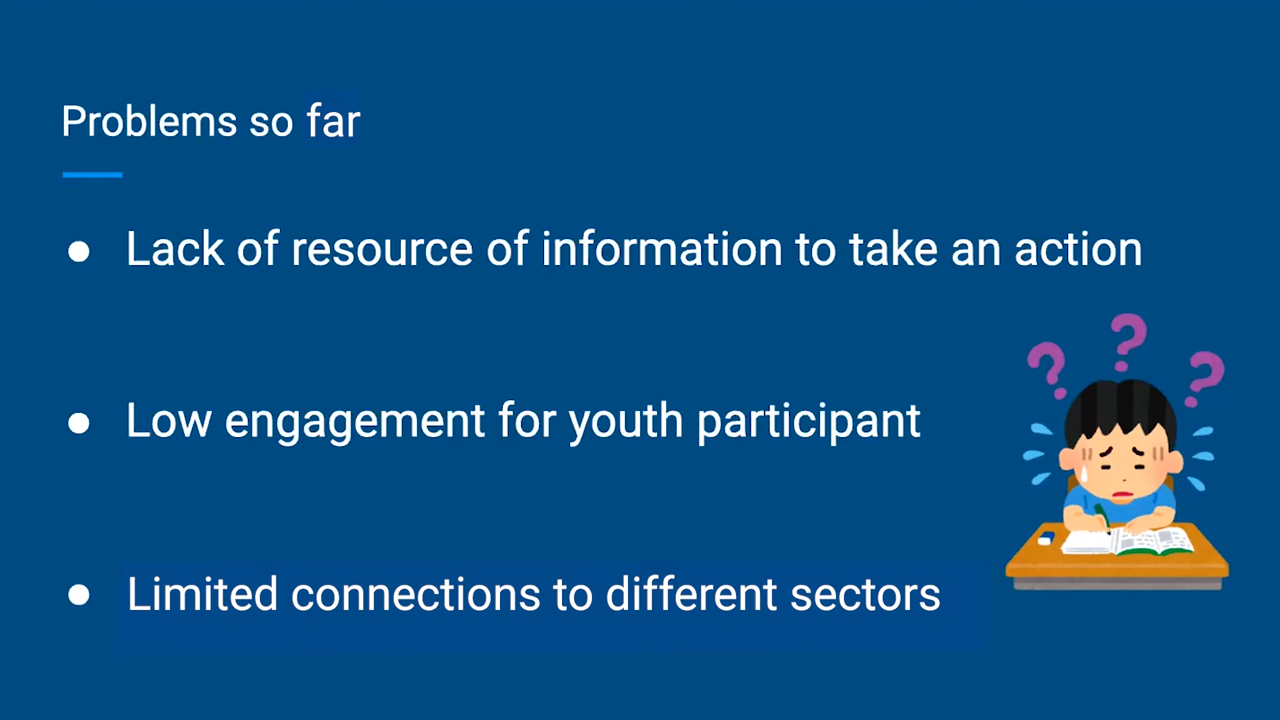 Problems so far
● Lack of resource of information to take an action
● Low engagement for youth participant
● Limited connections to different sectors
? ? ?